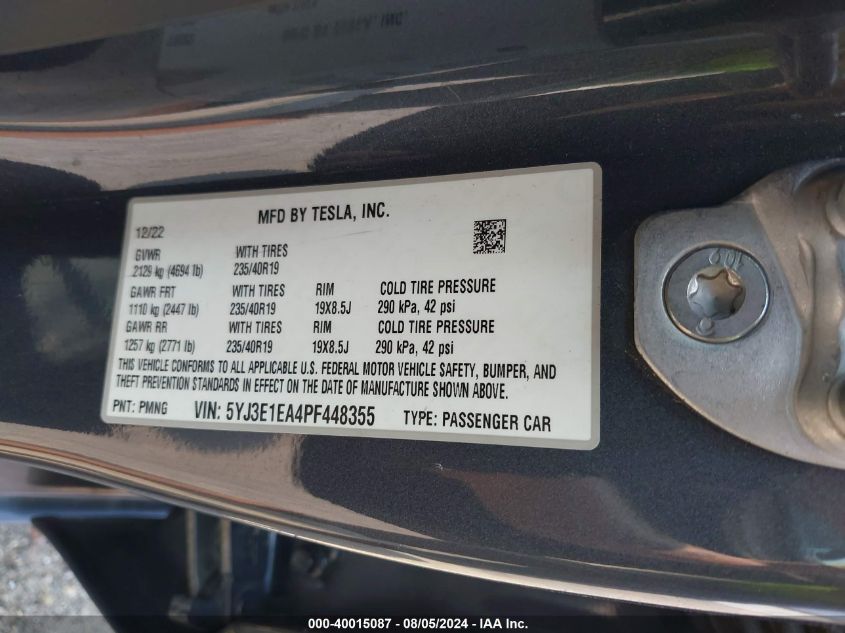 MFD BY TESLA, INC.
12/22
GVWR WITH TIRES
2129 kg (4694 lb) 235/40R19
GAWR FRT WITH TIRES RIM COLD TIRE PRESSURE
1110 kg (2447 lb) 235/40R19 19X8.5J 290 kPa, 42 psi
GAWR RR WITH TIRES RIM COLD TIRE PRESSURE
1257 kg (2771 lb) 235/40R19 19X8.5J 290 kPa, 42 psi
THIS VEHICLE CONFORMS TO ALL APPLICABLE U.S. FEDERAL MOTOR VEHICLE SAFETY, BUMPER, AND
THEFT PREVENTION STANDARDS IN EFFECT ON THE DATE OF MANUFACTURE SHOWN ABOVE.
PNT: PMNG VIN: 5YJ3E1EA4PF448355 TYPE: PASSENGER CAR
000-40015087 - 08/05/2024 - IAA Inc.